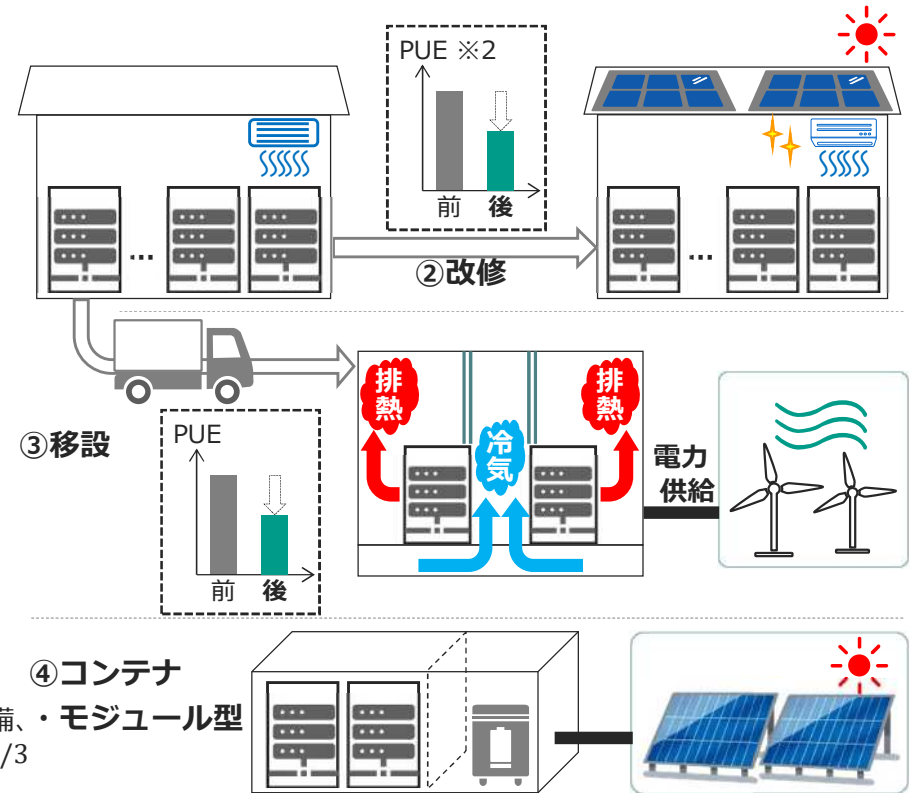 PUE ※2
前
後
②改修
排
熱
排
熱
冷
気
③移設
PUE
前
後
電力
供給
④コンテナ
備、・モジュール型
/3